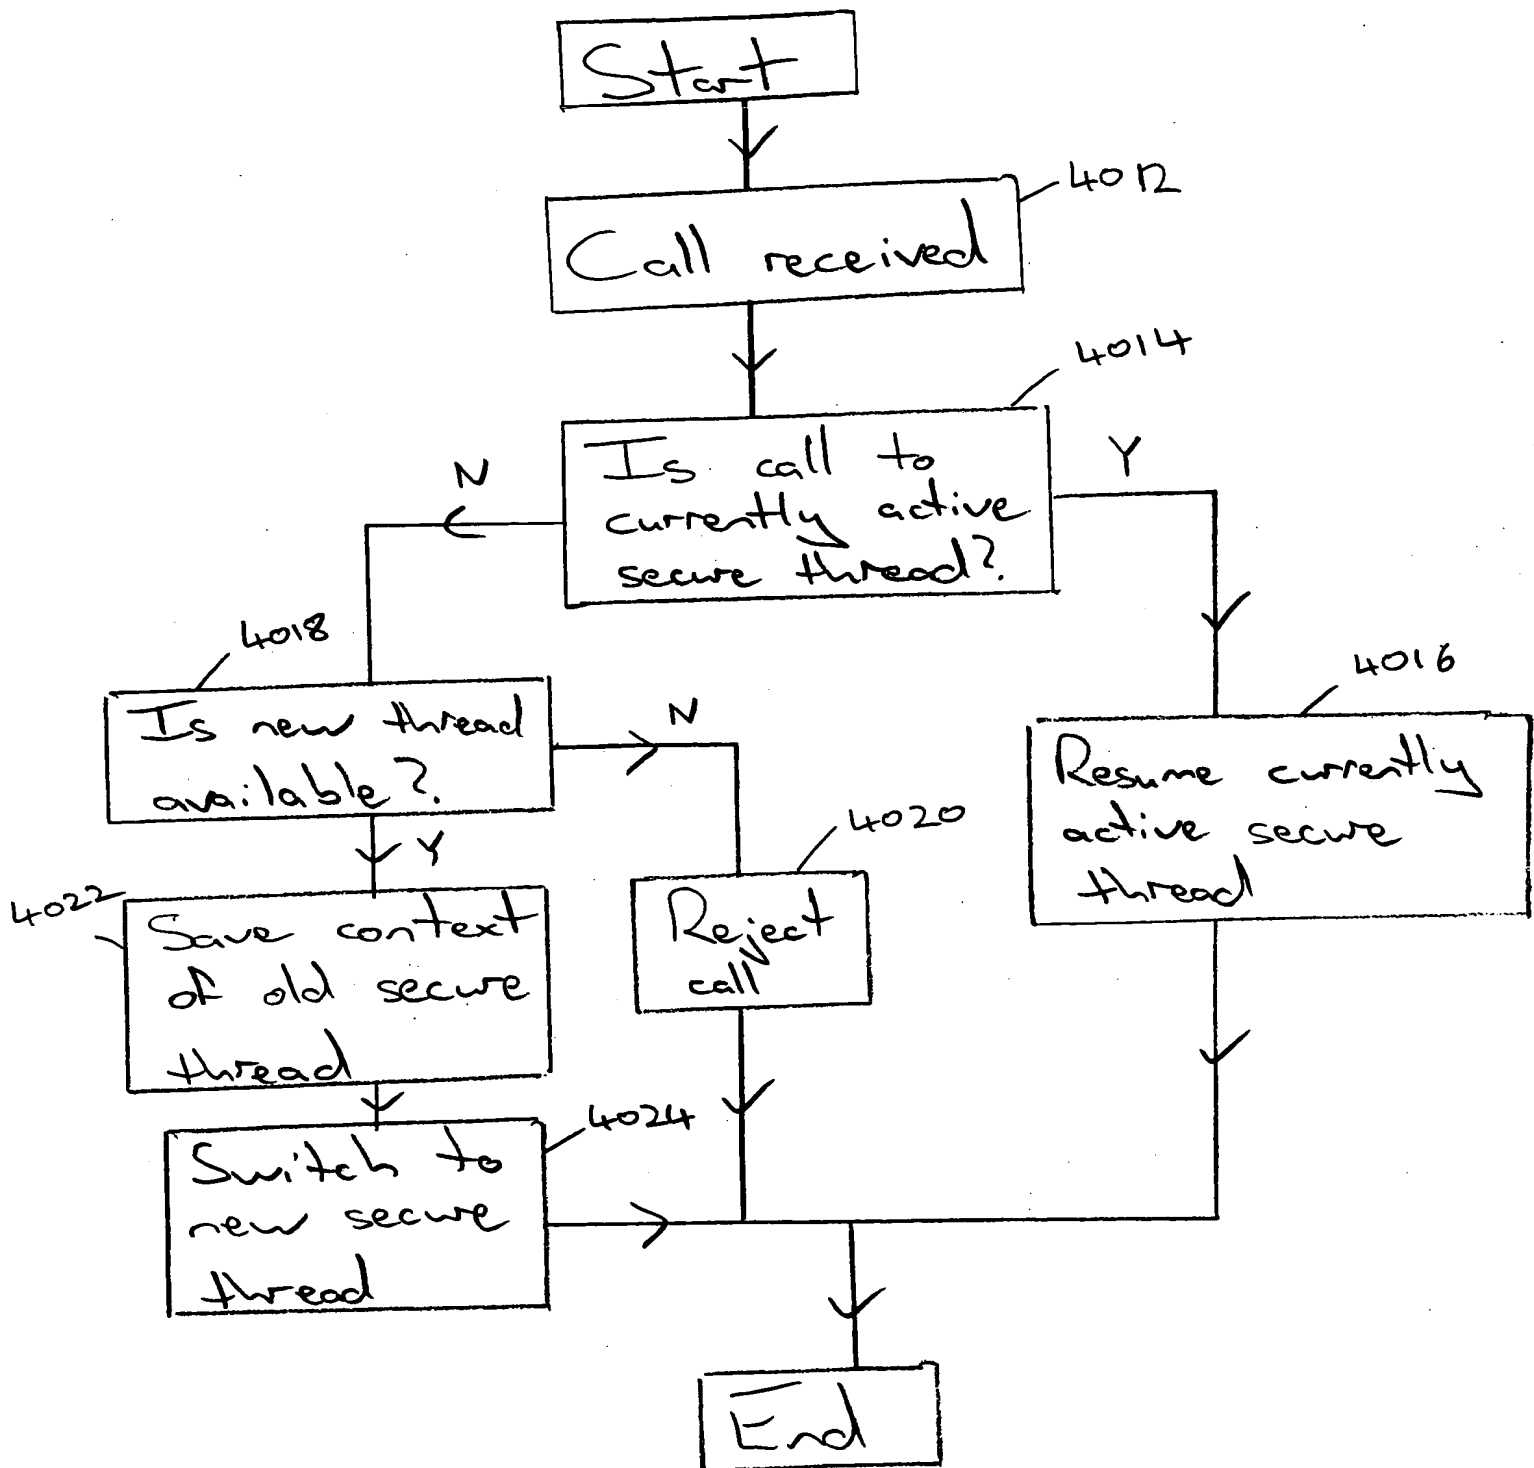 Start
4012
Call received
4014
N
Is call to
Y
currently active
secure thread?
4018
4016
Is new thread
available?
N
Resume currently
active secure
thread
Y
4020
4022
Save context
of old secure
thread
Reject
call
4024
Switch to
new secure
thread
End